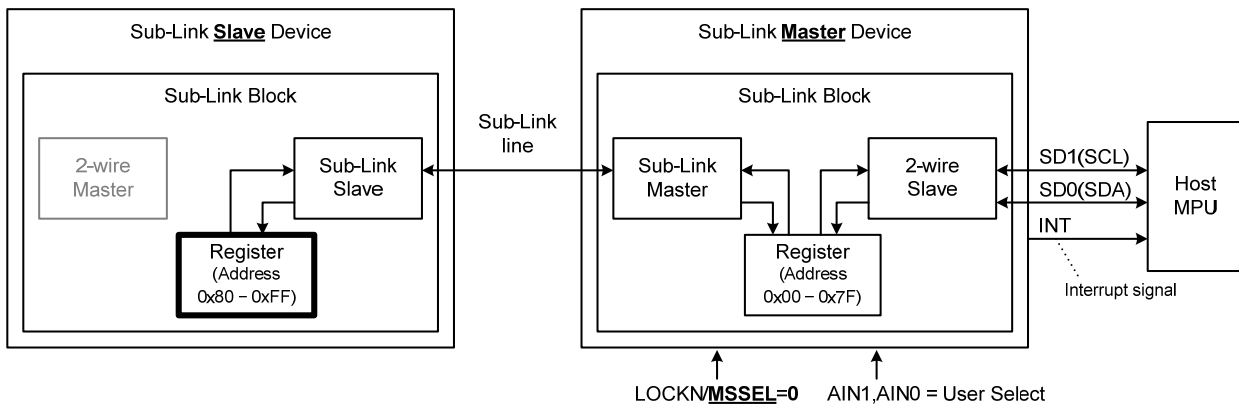 Sub-Link Slave Device
Sub-Link Block
2-wire
Master
Sub-Link
Slave
Register
(Address
0x80 – 0xFF)
Sub-Link
line
Sub-Link Master Device
Sub-Link Block
Sub-Link
Master
2-wire
Slave
Register
(Address
0x00 – 0x7F)
SD1(SCL)
SD0(SDA)
INT
Interrupt signal
Host
MPU
LOCKN/MSSEL=0
AIN1,AIN0 = User Select